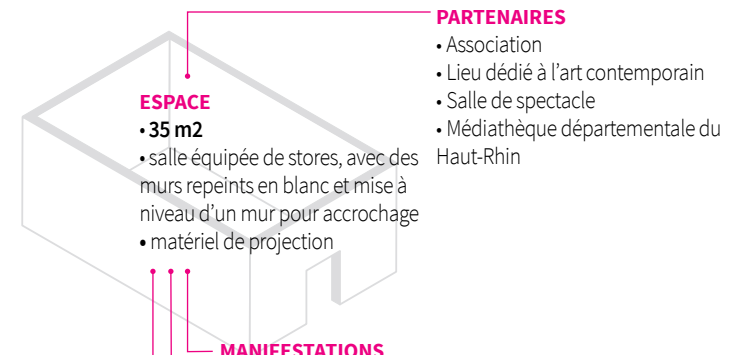 PARTENAIRES
• Association
• Lieu dédié à l’art contemporain
• Salle de spectacle
• Médiathèque départementale du
Haut-Rhin
ESPACE
• 35 m2
• salle équipée de stores, avec des
murs repeints en blanc et mise à
niveau d’un mur pour accrochage
• matériel de projection
MANIFESTATIONS